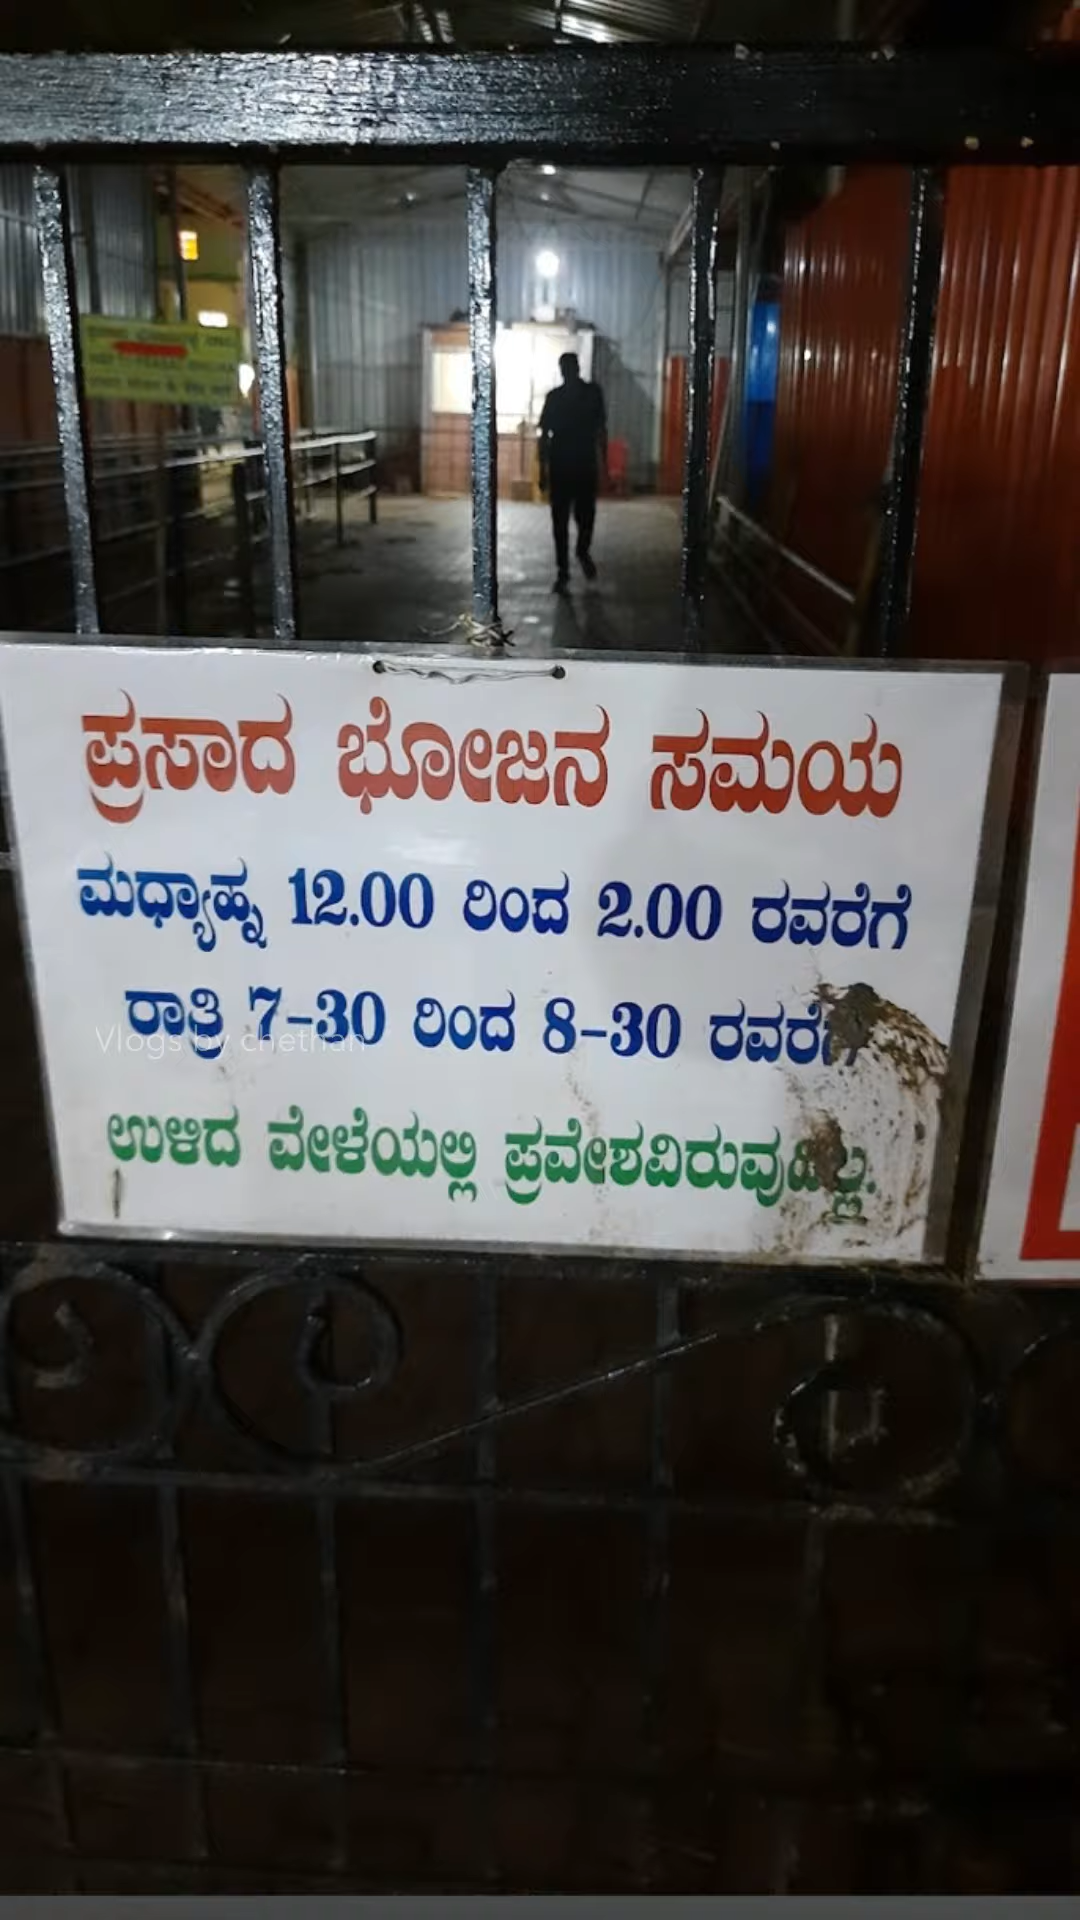 ಪ್ರಸಾದ ಭೋಜನ ಸಮಯ
ಮಧ್ಯಾಹ್ನ 12.00 ರಿಂದ 2.00 ರವರೆಗೆ
ರಾತ್ರಿ 7-30 ರಿಂದ 8-30 ರವರೆಗೆ
Vlogs by chethan
ಉಳಿದ ವೇಳೆಯಲ್ಲಿ ಪ್ರವೇಶವಿರುವುದಿಲ್ಲ.